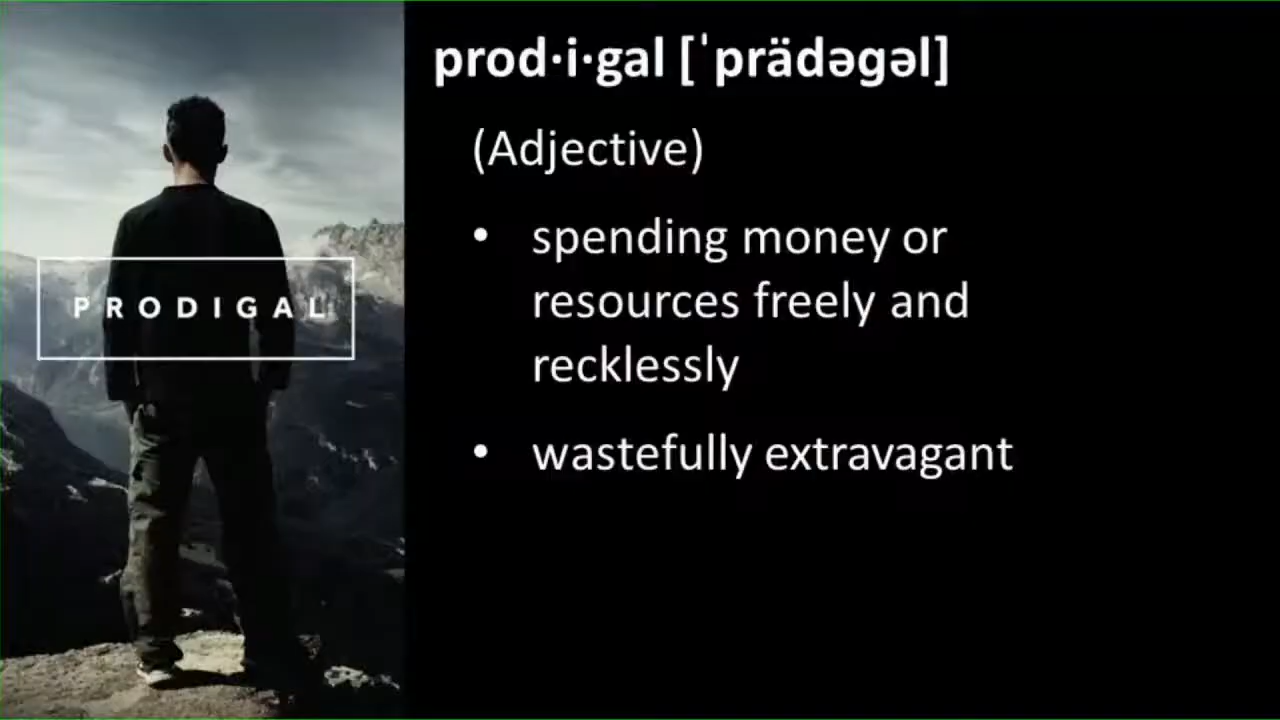 PRODIGAL
prod·i·gal [ˈprädəgəl]
(Adjective)
• spending money or
resources freely and
recklessly
• wastefully extravagant